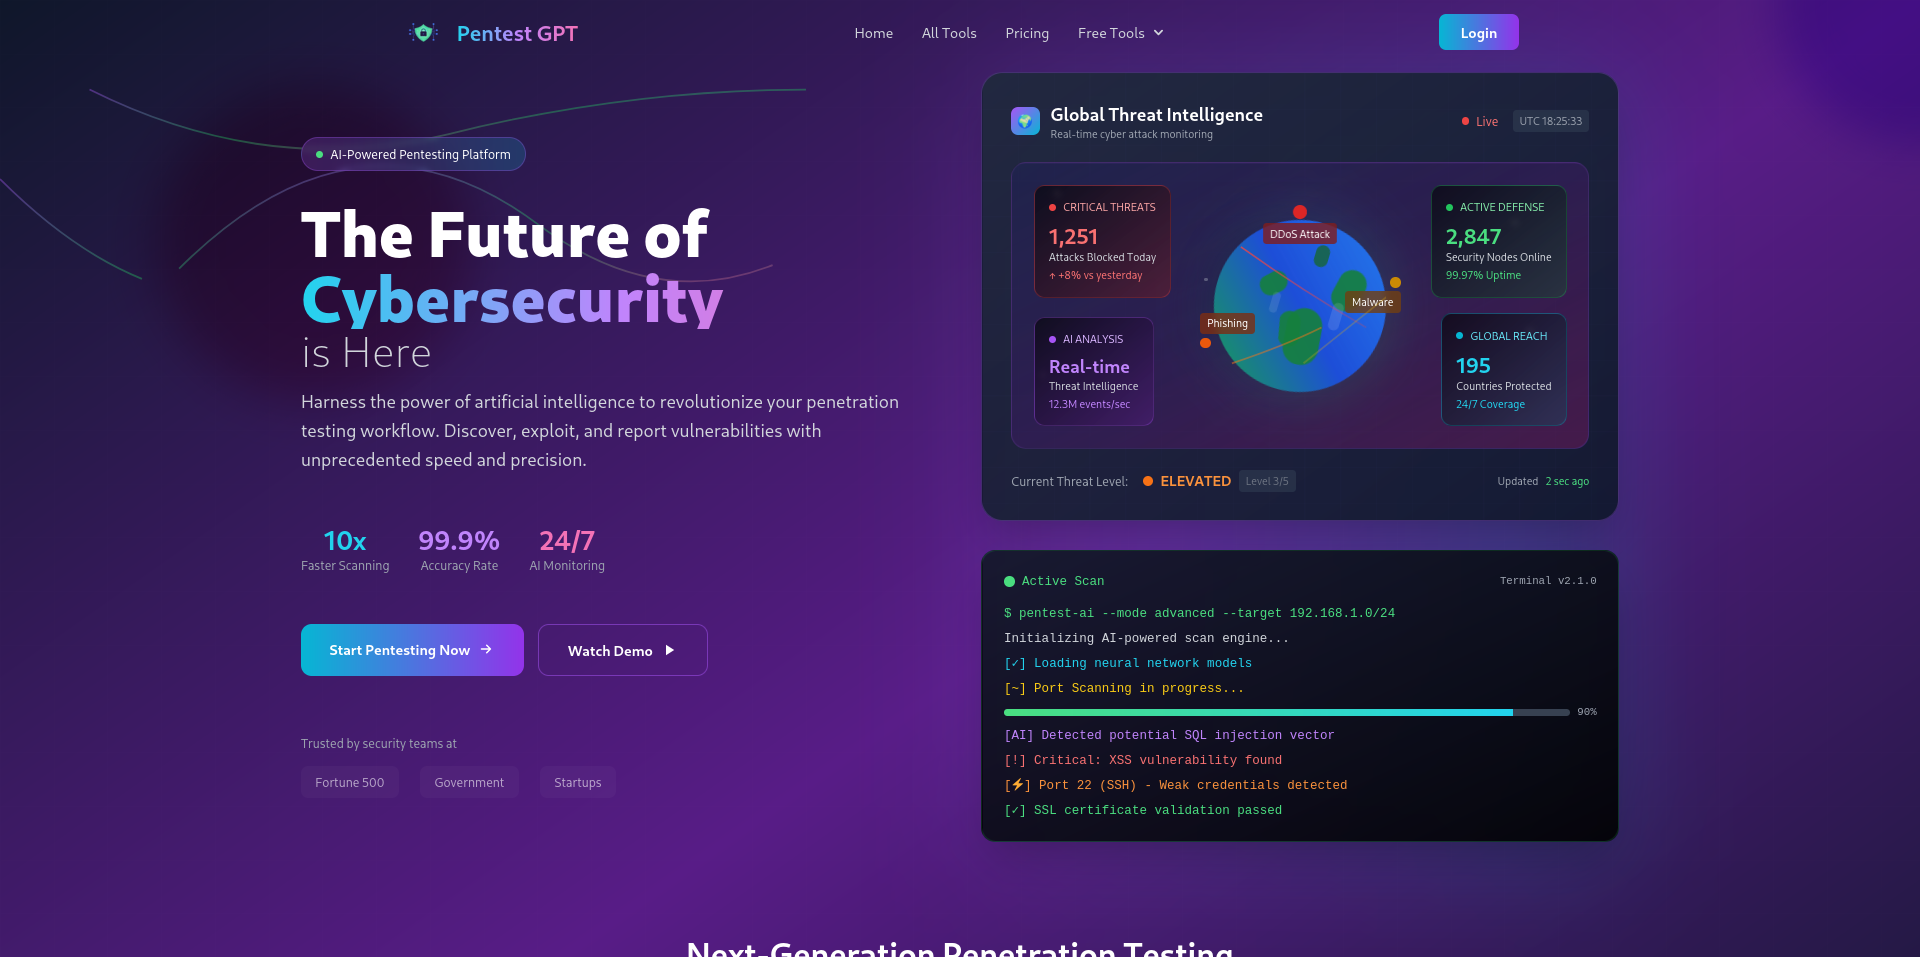 Pentest GPT
Home
All Tools
Pricing
Free Tools
Login
AI-Powered Pentesting Platform
The Future of
Cybersecurity
is Here
Harness the power of artificial intelligence to revolutionize your penetration
testing workflow. Discover, exploit, and report vulnerabilities with
unprecedented speed and precision.
10x
Faster Scanning
99.9%
Accuracy Rate
24/7
AI Monitoring
Start Pentesting Now →
Watch Demo
Trusted by security teams at
Fortune 500
Government
Startups
Global Threat Intelligence
Real-time cyber attack monitoring
Live
UTC 18:25:33
CRITICAL THREATS
1,251
Attacks Blocked Today
↑ +8% vs yesterday
AI ANALYSIS
Real-time
Threat Intelligence
12.3M events/sec
DDoS Attack
Malware
Phishing
ACTIVE DEFENSE
2,847
Security Nodes Online
99.97% Uptime
GLOBAL REACH
195
Countries Protected
24/7 Coverage
Current Threat Level:
ELEVATED
Level 3/5
Updated 2 sec ago
Active Scan
Terminal v2.1.0
$ pentest-ai --mode advanced --target 192.168.1.0/24
Initializing AI-powered scan engine...
[✓] Loading neural network models
[~] Port Scanning in progress...
90%
[AI] Detected potential SQL injection vector
[!] Critical: XSS vulnerability found
[⚡] Port 22 (SSH) - Weak credentials detected
[✓] SSL certificate validation passed
Next-Generation Penetration Testing